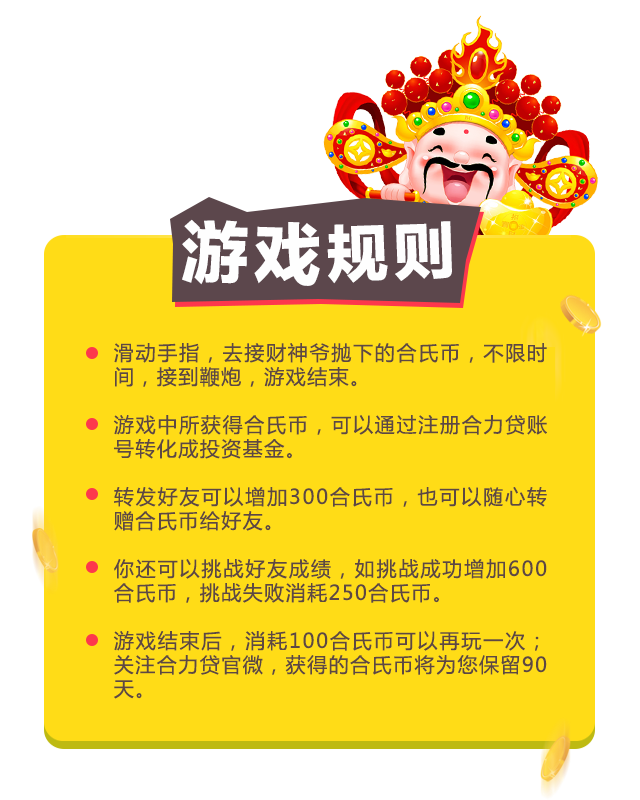 游戏规则
滑动手指，去接财神爷抛下的合氏币，不限时
间，接到鞭炮，游戏结束。
游戏中所获得合氏币，可以通过注册合力贷账
号转化成投资基金。
转发好友可以增加300合氏币，也可以随心转
赠合氏币给好友。
你还可以挑战好友成绩，如挑战成功增加600
合氏币，挑战失败消耗250合氏币。
游戏结束后，消耗100合氏币可以再玩一次；
关注合力贷官微，获得的合氏币将为您保留90
天。